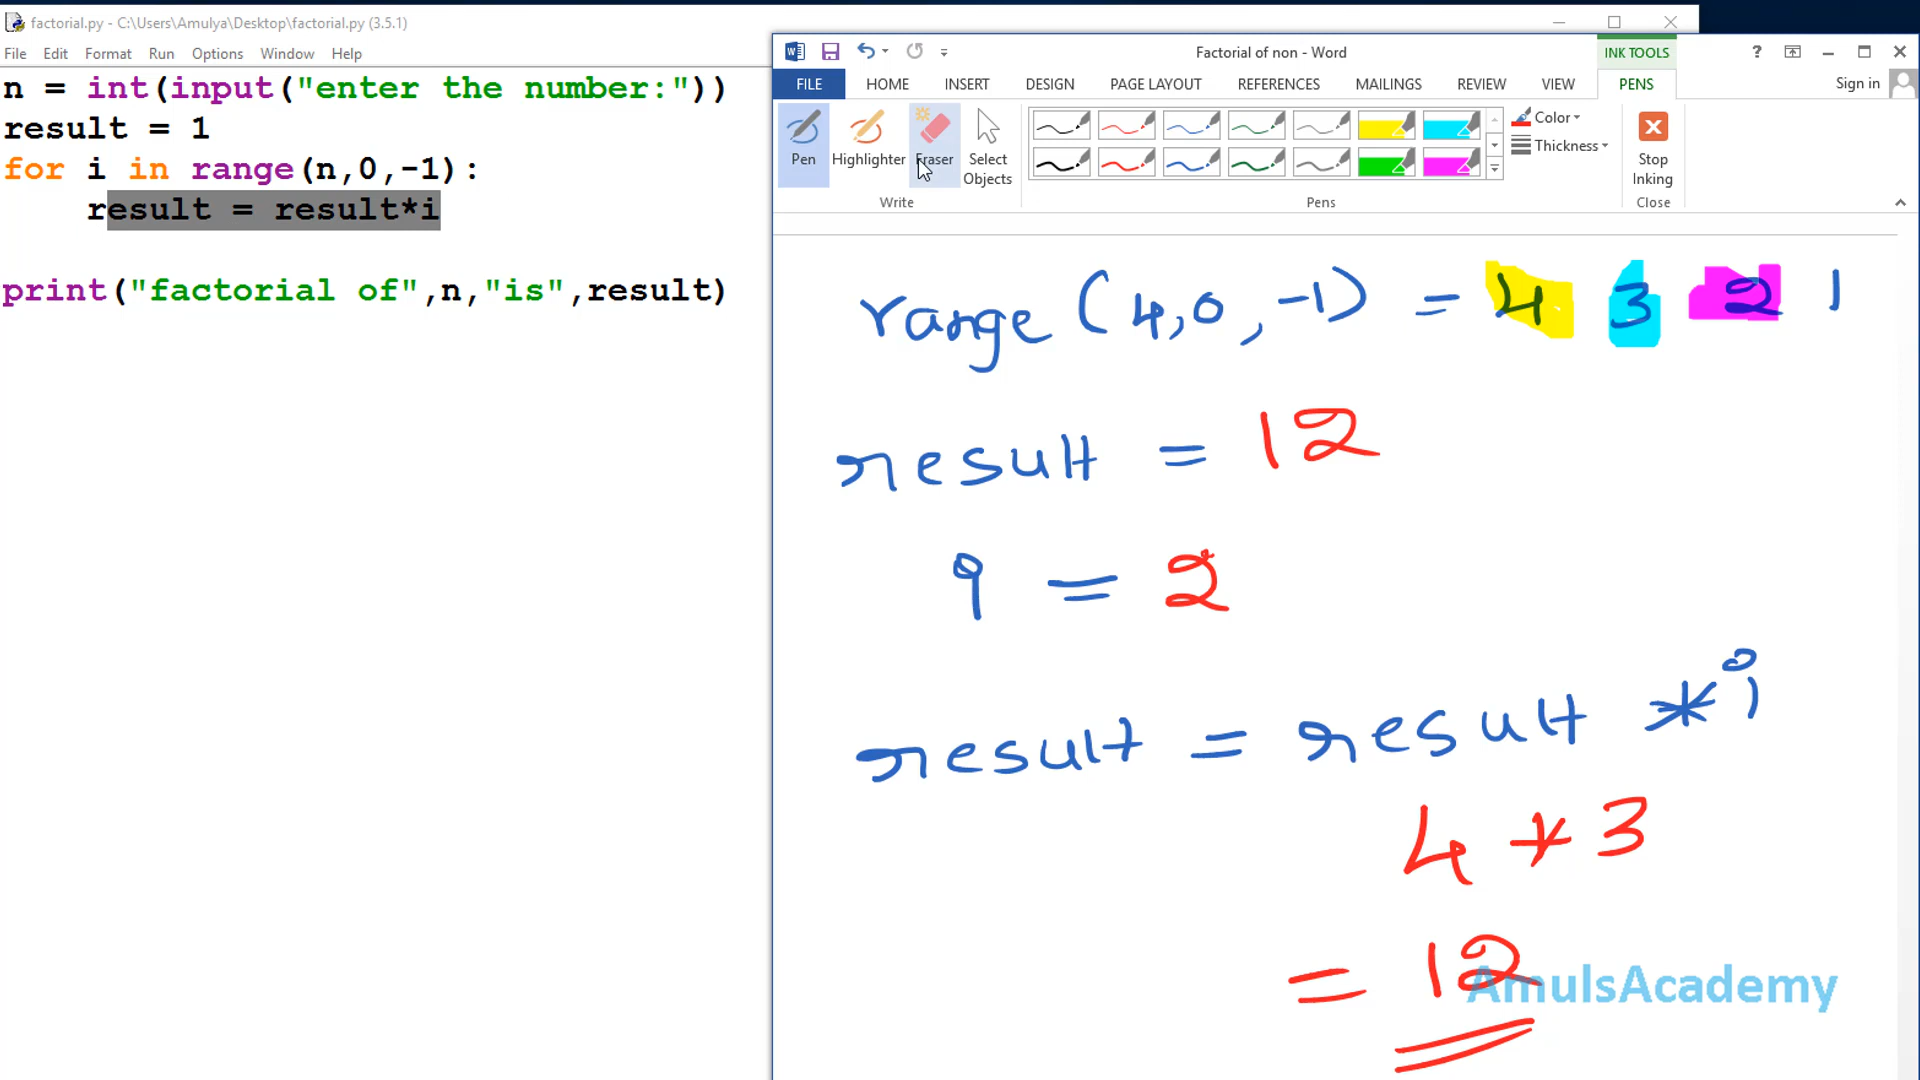 factorial.py - C:\Users\Amulya\Desktop\factorial.py (3.5.1)
File Edit Format Run Options Window Help
n = int(input("enter the number:"))
result = 1
for i in range(n,0,-1):
    result = result*i
print("factorial of",n,"is",result)
Factorial of non - Word
INK TOOLS
FILE HOME INSERT DESIGN PAGE LAYOUT REFERENCES MAILINGS REVIEW VIEW PENS
Sign in
Pen Highlighter Eraser Select Objects
Color
Thickness
Stop Inking
Write Pens Close
range (4,0,-1) = 4 3 2 1
result = 12
i = 2
result = result * i
4 * 3
= 12
AmulsAcademy